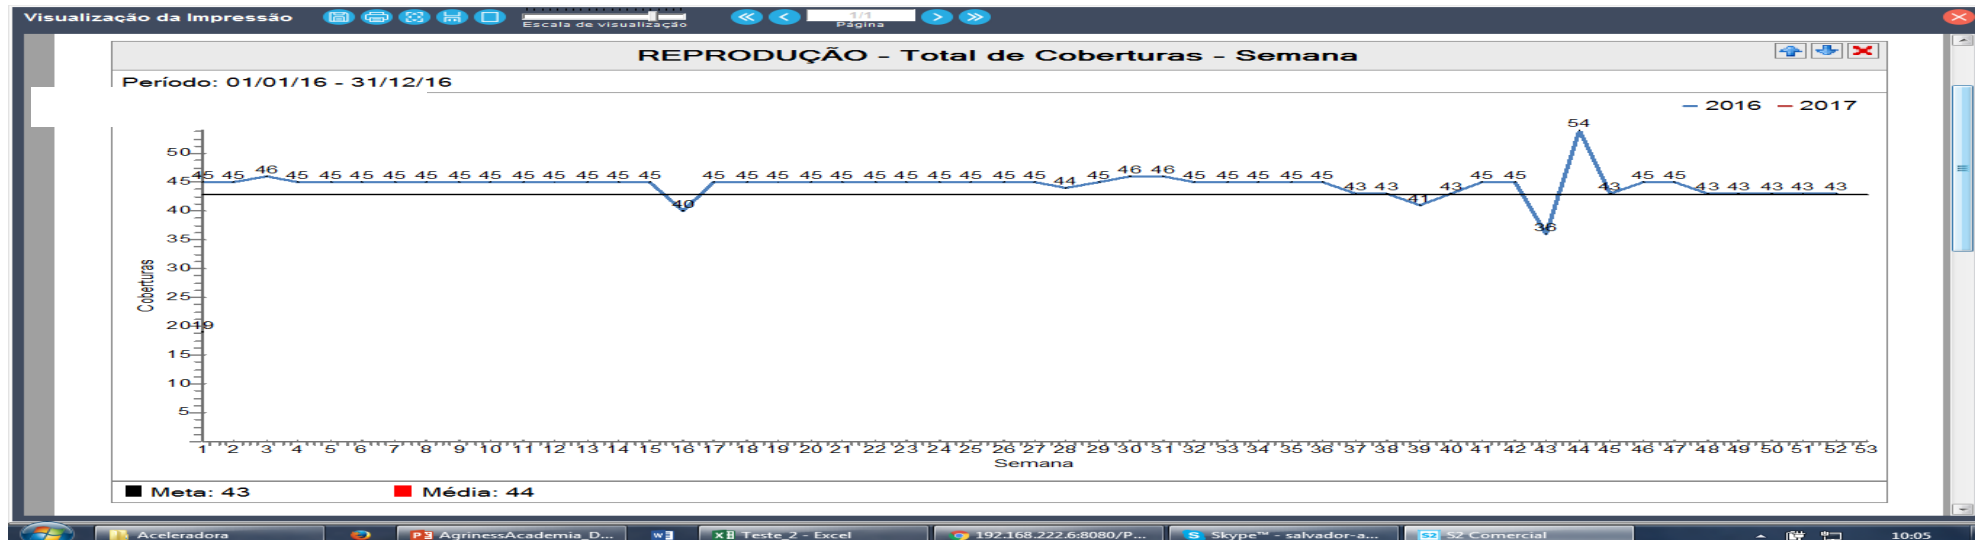 Visualização da Impressão
Escala de visualização
1/1
Página
REPRODUÇÃO - Total de Coberturas - Semana
Período: 01/01/16 - 31/12/16
2016 2017
50
45
40
35
30
25
20
15
10
5
Coberturas
45 45 46 45 45 45 45 45 45 45 45 45 45 45 45 40 45 45 45 45 45 45 45 45 45 45 45 44 45 46 46 45 45 45 45 45 43 43 41 43 45 45 36 54 43 45 45 43 43 43 43 43
19
1 2 3 4 5 6 7 8 9 10 11 12 13 14 15 16 17 18 19 20 21 22 23 24 25 26 27 28 29 30 31 32 33 34 35 36 37 38 39 40 41 42 43 44 45 46 47 48 49 50 51 52 53
Semana
Meta: 43 Média: 44
Aceleradora
AgrinessAcademia_D...
Teste_2 - Excel
192.168.222.6:8080/P...
Skype™ - salvador-a...
S2 Comercial
10:05